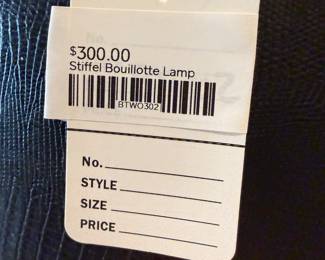 $300.00
Stiffel Bouillotte Lamp
BTWO302
No.
STYLE
SIZE
PRICE